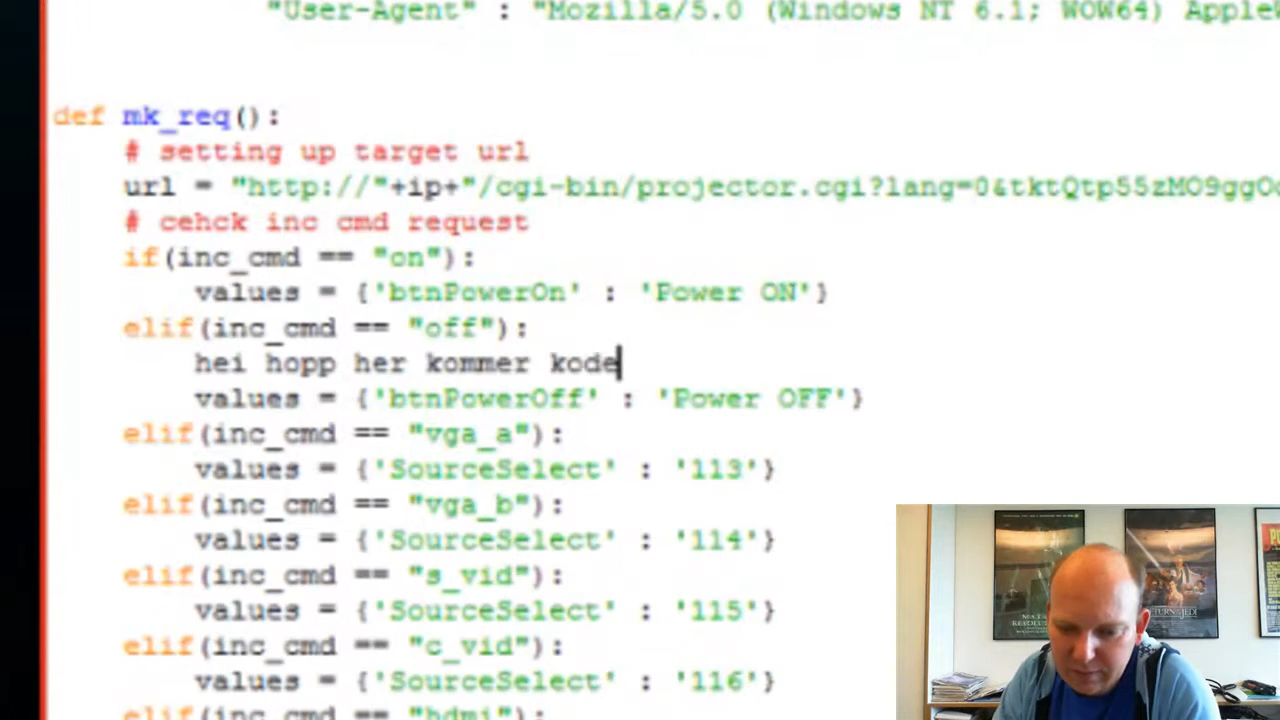 "User-Agent" : "Mozilla/5.0 (Windows NT 6.1; WOW64)
def mk_req():
# setting up target url
url = "http://"+ip+"/cgi-bin/projector.cgi?lang=0&
# cehck inc cmd request
if(inc_cmd == "on"):
values = {'btnPowerOn' : 'Power ON'}
elif(inc_cmd == "off"):
hei hopp her kommer kode
values = {'btnPowerOff' : 'Power OFF'}
elif(inc_cmd == "vga_a"):
values = {'SourceSelect' : '113'}
elif(inc_cmd == "vga_b"):
values = {'SourceSelect' : '114'}
elif(inc_cmd == "s_vid"):
values = {'SourceSelect' : '115'}
elif(inc_cmd == "c_vid"):
values = {'SourceSelect' : '116'}
elif(inc_cmd == "hdmi"):